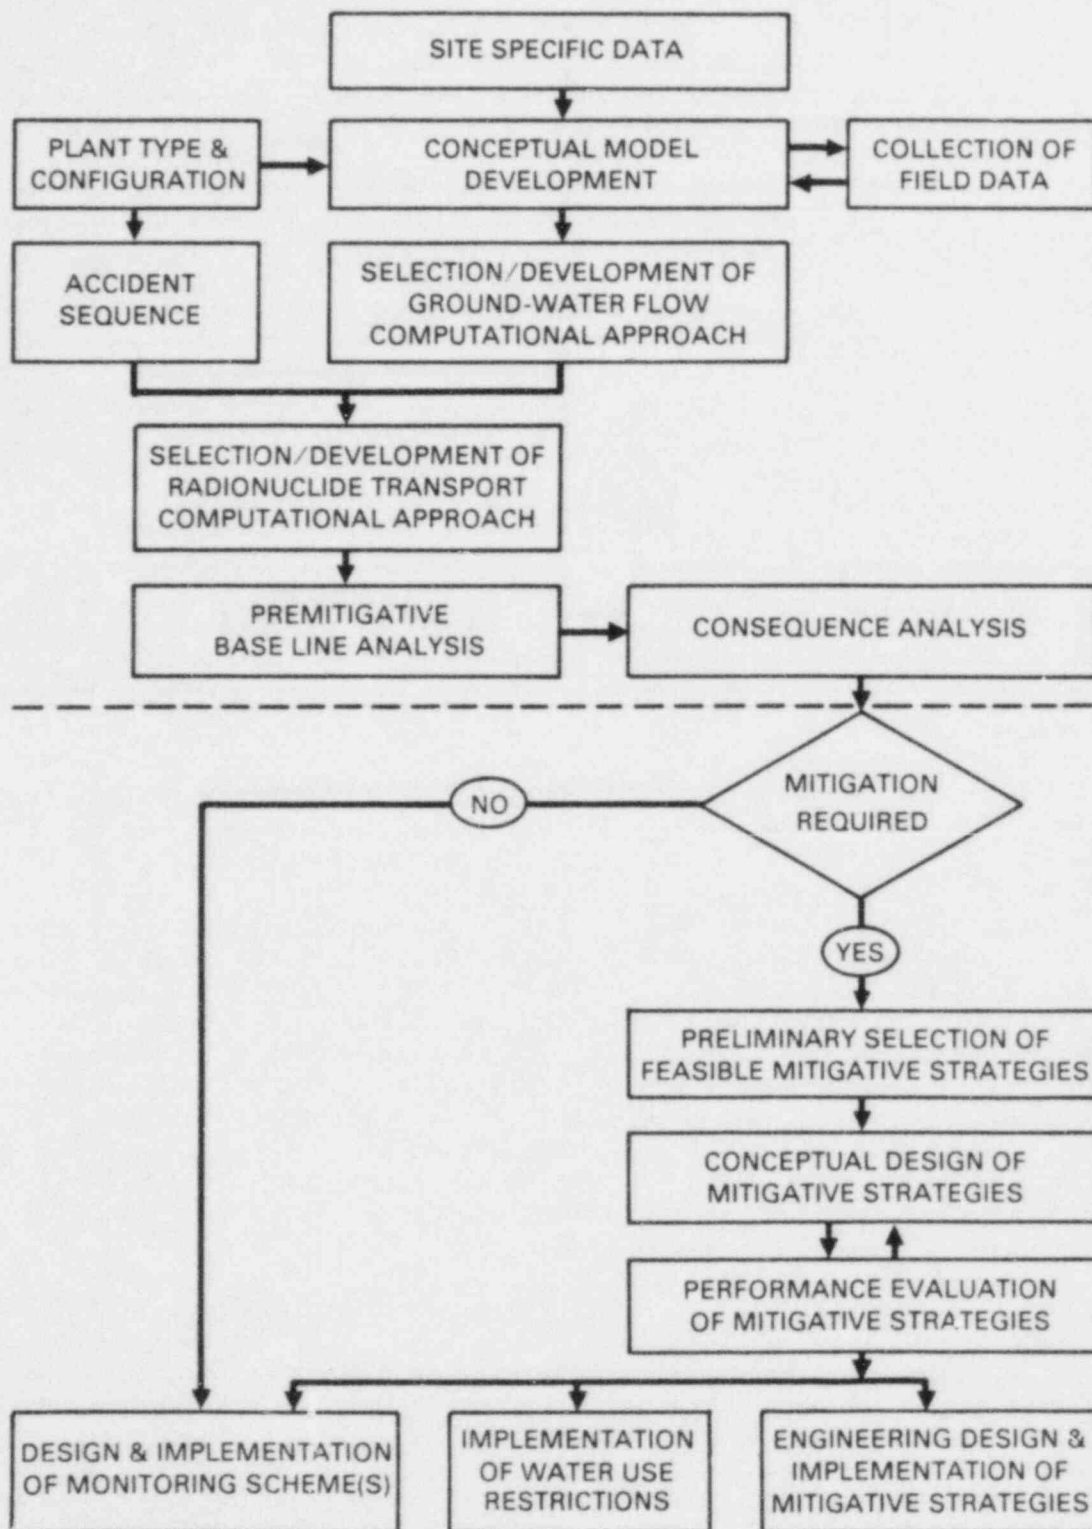 SITE SPECIFIC DATA
PLANT TYPE &
CONFIGURATION
CONCEPTUAL MODEL
DEVELOPMENT
COLLECTION OF
FIELD DATA
ACCIDENT
SEQUENCE
SELECTION/DEVELOPMENT OF
GROUND-WATER FLOW
COMPUTATIONAL APPROACH
SELECTION/DEVELOPMENT OF
RADIONUCLIDE TRANSPORT
COMPUTATIONAL APPROACH
PREMITIGATIVE
BASE LINE ANALYSIS
CONSEQUENCE ANALYSIS
MITIGATION
REQUIRED
NO
YES
PRELIMINARY SELECTION OF
FEASIBLE MITIGATIVE STRATEGIES
CONCEPTUAL DESIGN OF
MITIGATIVE STRATEGIES
PERFORMANCE EVALUATION
OF MITIGATIVE STRATEGIES
DESIGN & IMPLEMENTATION
OF MONITORING SCHEME(S)
IMPLEMENTATION
OF WATER USE
RESTRICTIONS
ENGINEERING DESIGN &
IMPLEMENTATION OF
MITIGATIVE STRATEGIES